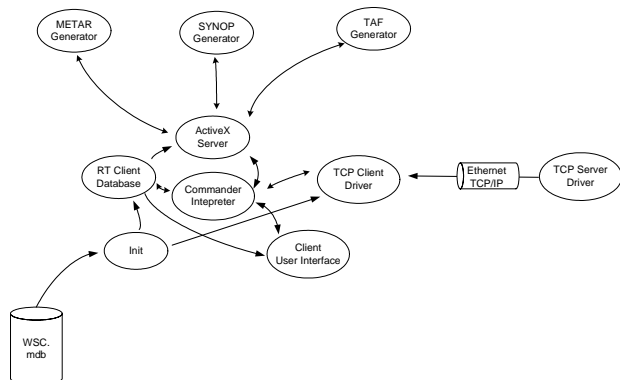 METAR
Generator
SYNOP
Generator
TAF
Generator
ActiveX
Server
RT Client
Database
Commander
Intepreter
TCP Client
Driver
Ethernet
TCP/IP
TCP Server
Driver
Init
Client
User Interface
WSC.
mdb